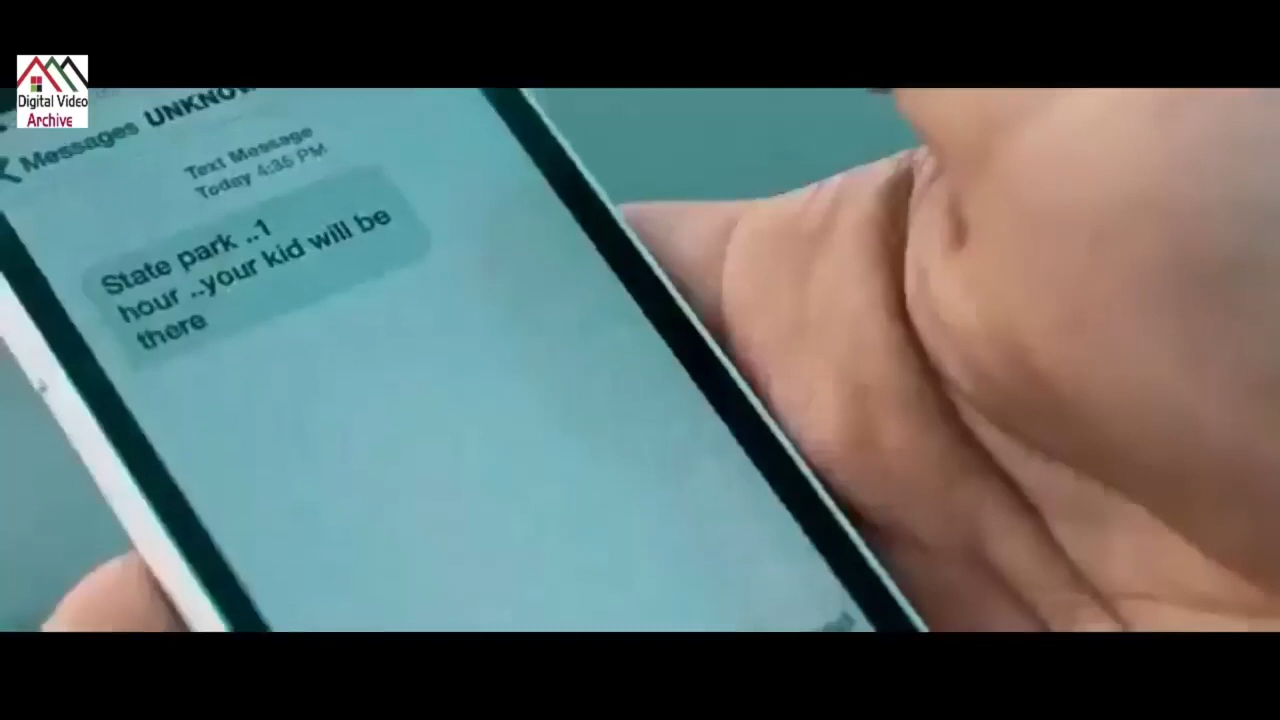 Digital Video
Archive
Messages UNKNOW
Text Message
Today 4:35 PM
State park ..1
hour ..your kid will be
there